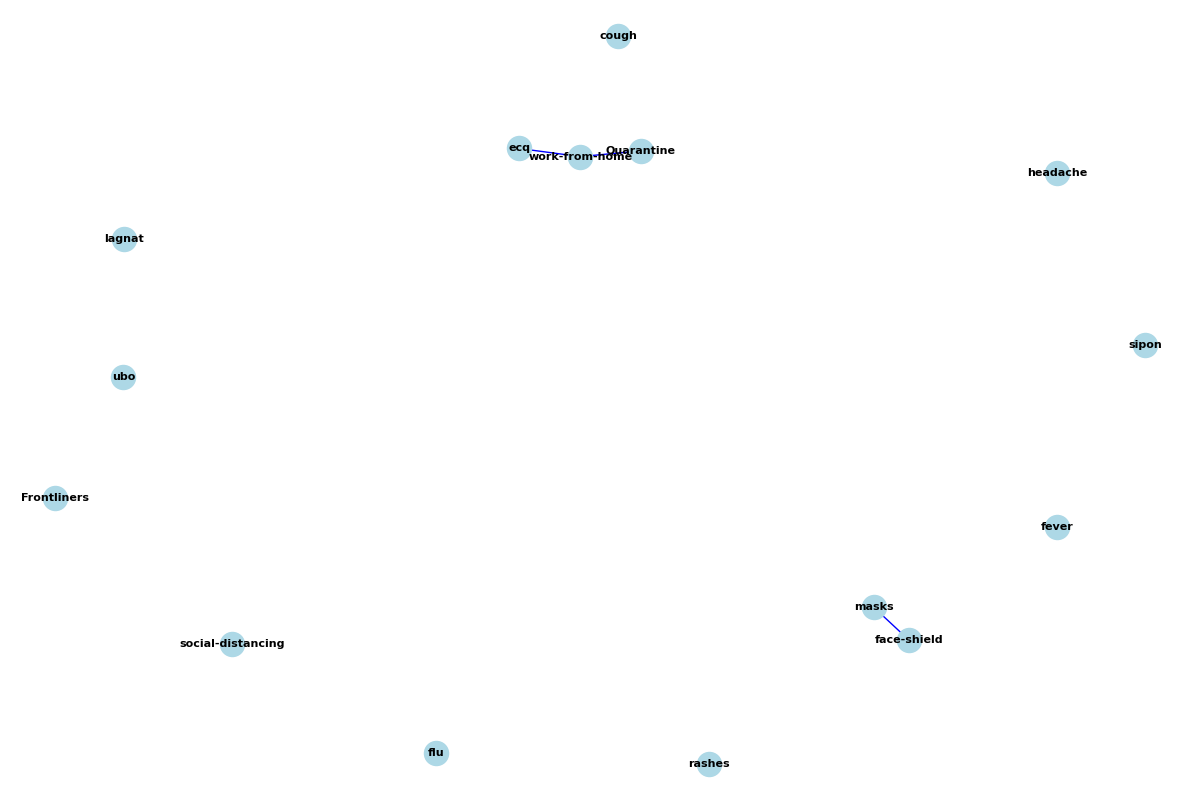 cough
ecq
work-from-home
Quarantine
headache
lagnat
sipon
ubo
Frontliners
fever
masks
face-shield
social-distancing
flu
rashes